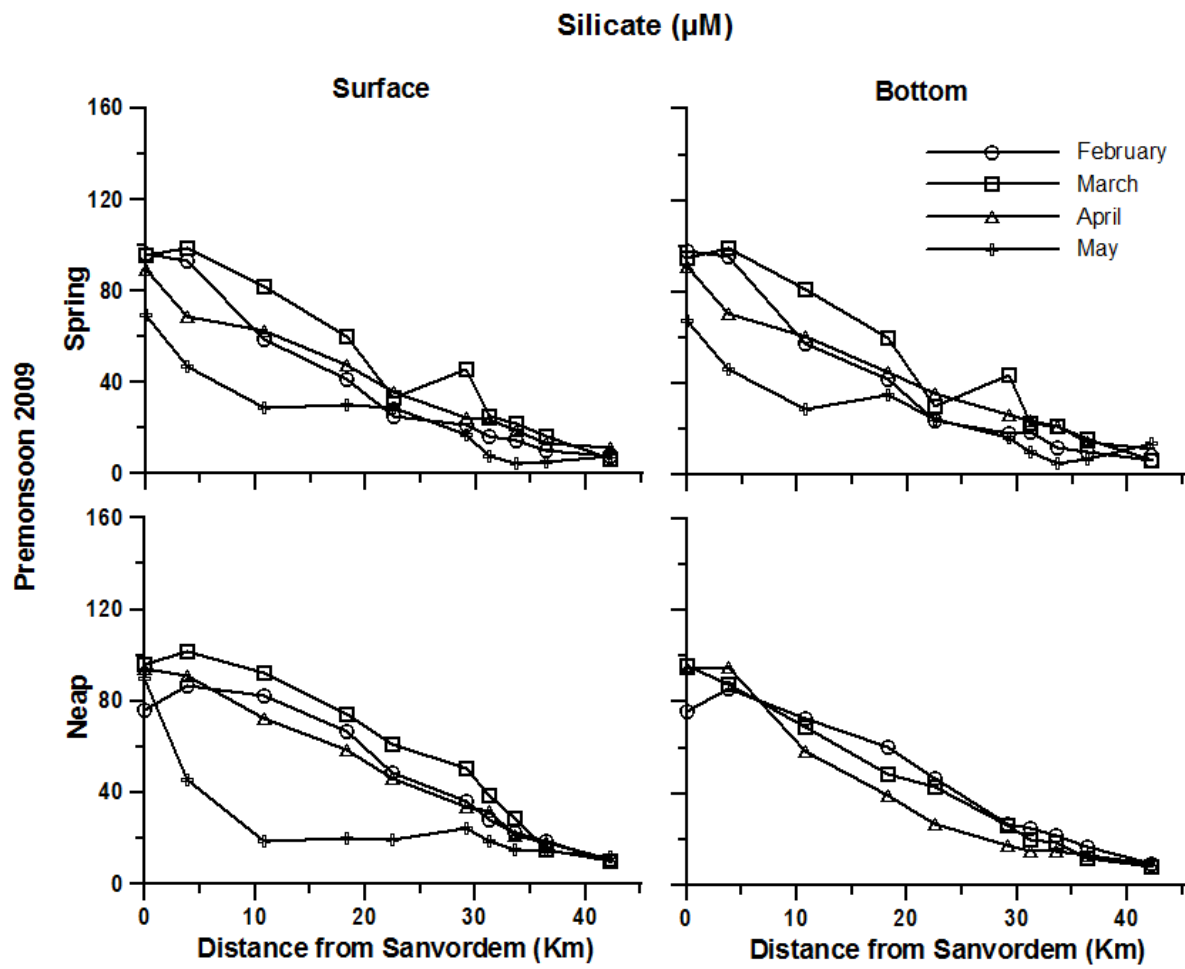 Silicate (µM)
Surface
Bottom
160
120
80
40
0
Spring
February
March
April
May
Premonsoon 2009
160
120
80
40
0
Neap
0 10 20 30 40
0 10 20 30 40
Distance from Sanvordem (Km)
Distance from Sanvordem (Km)